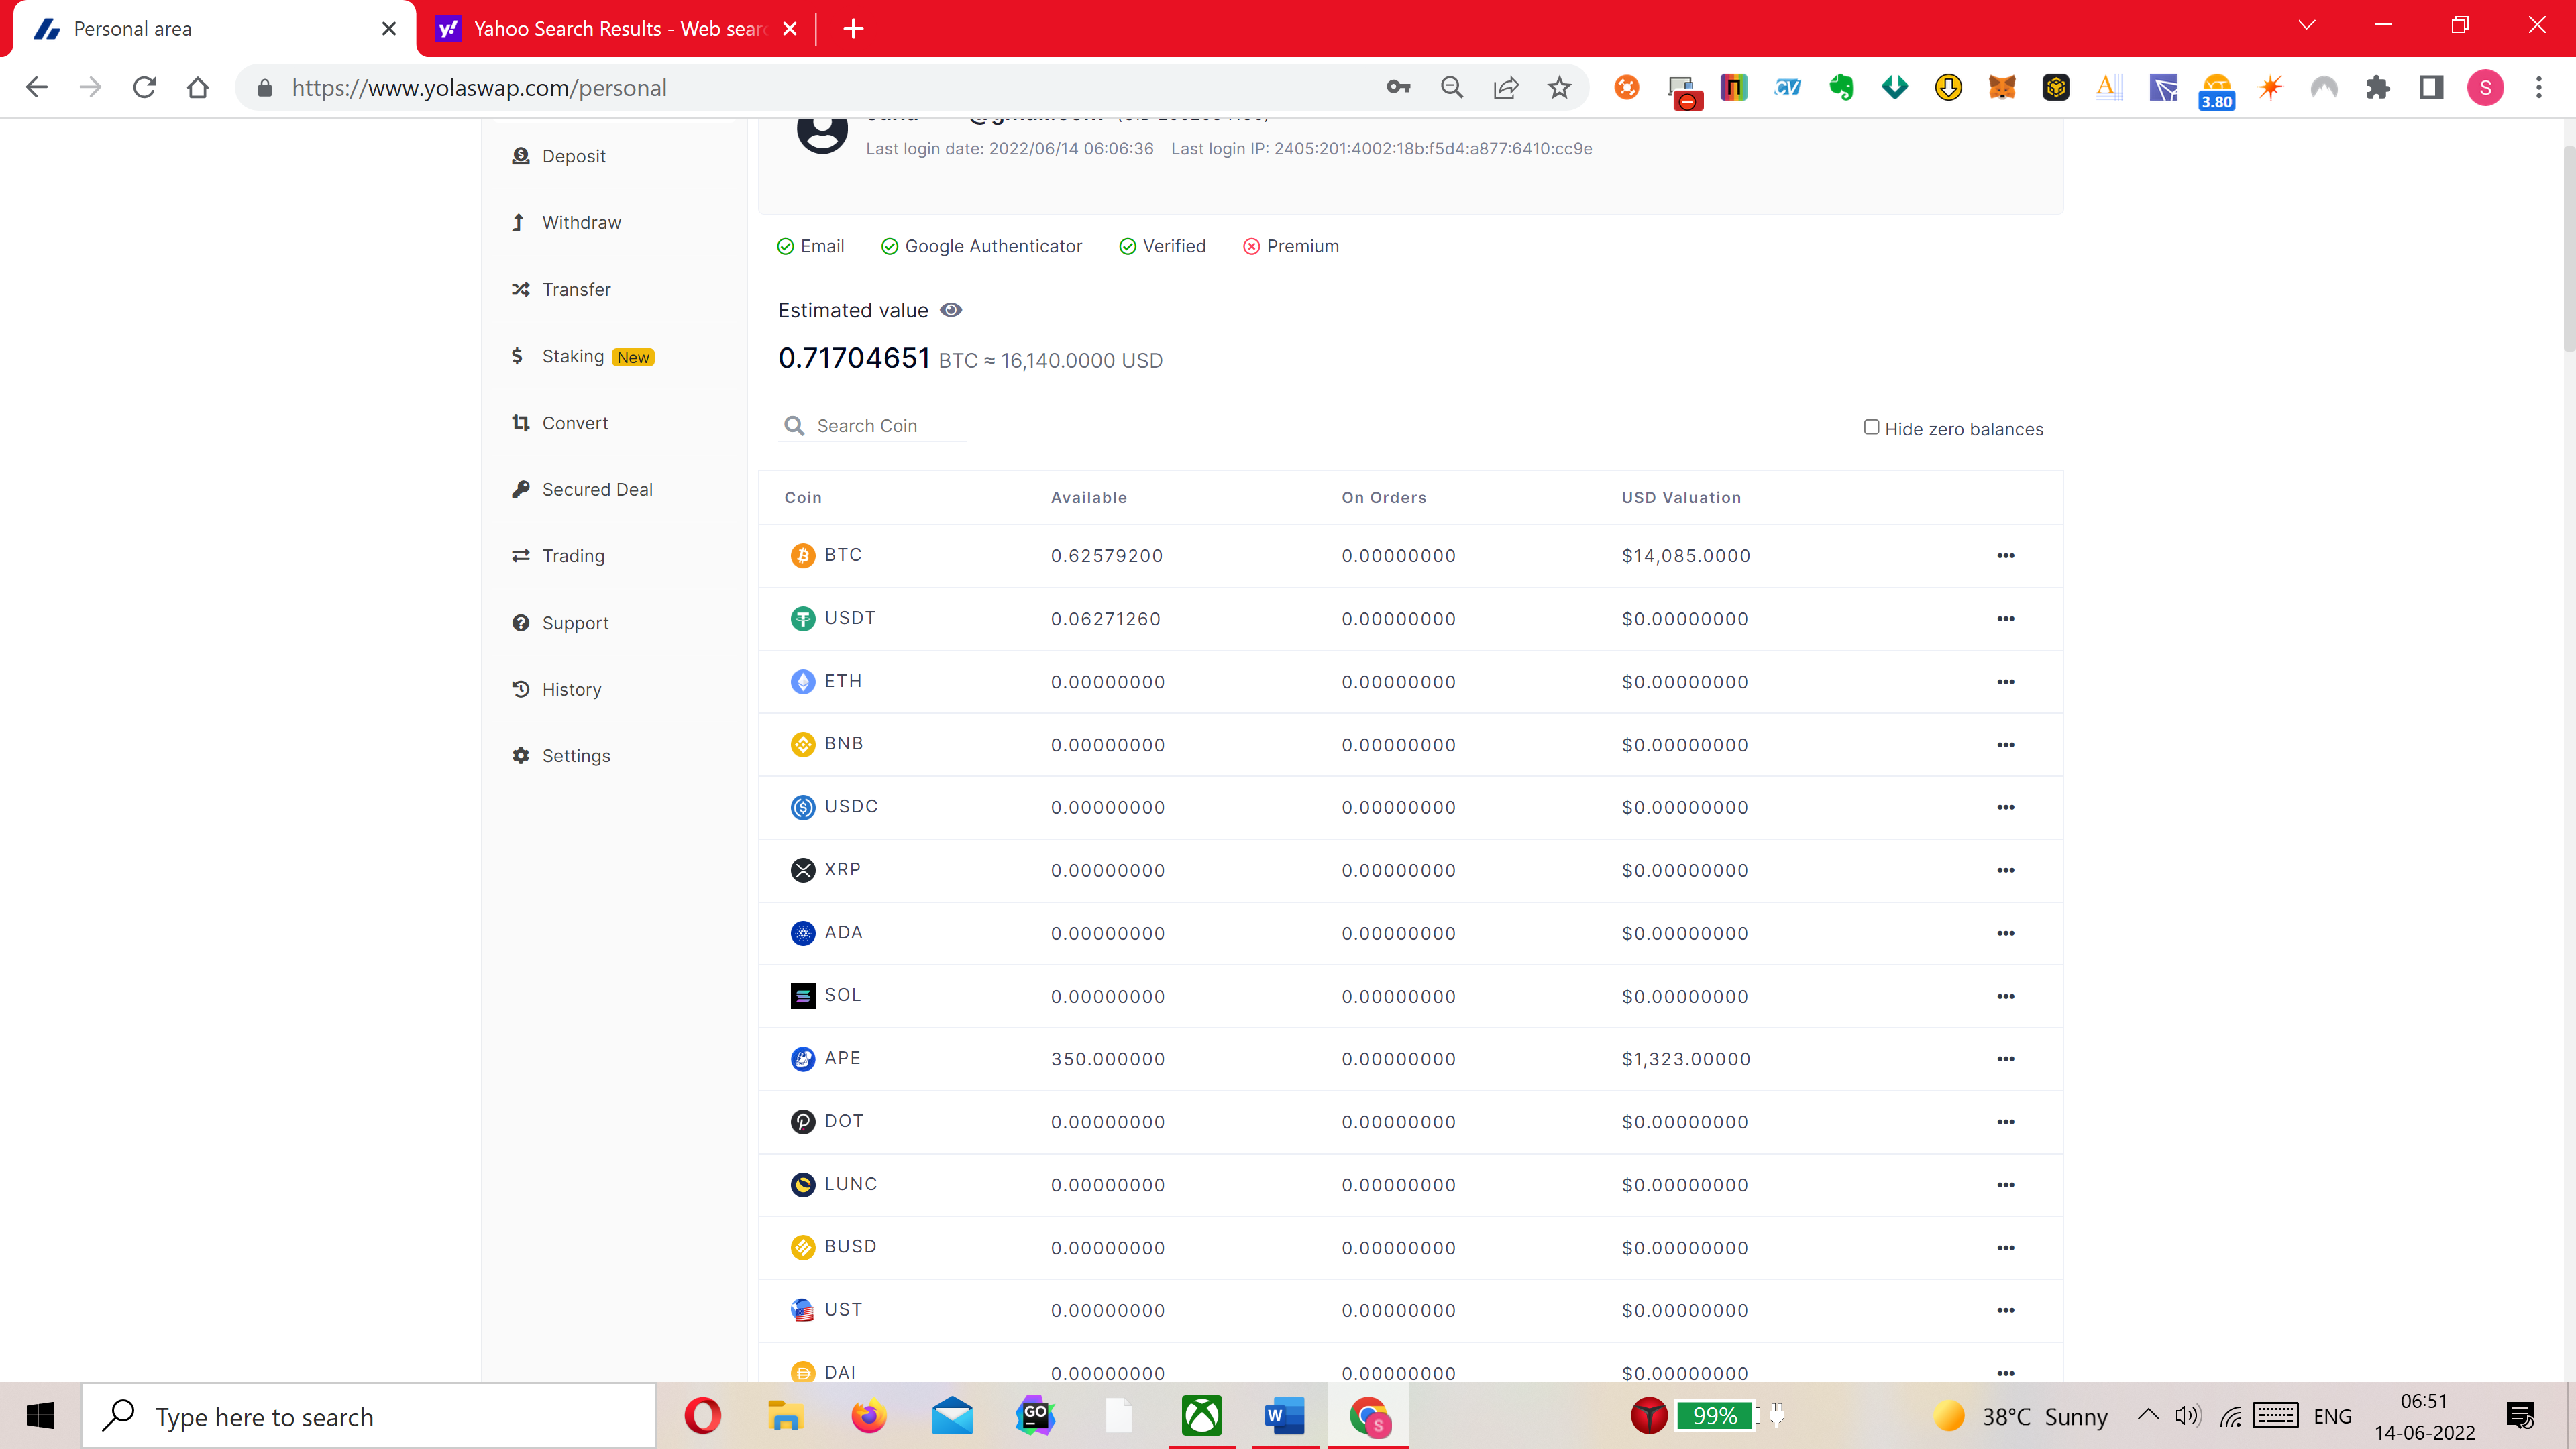 Personal area
Yahoo Search Results - Web sear
https://www.yolaswap.com/personal
3.80
S
Last login date: 2022/06/14 06:06:36 Last login IP: 2405:201:4002:18b:f5d4:a877:6410:cc9e
Deposit
Withdraw
Transfer
Staking New
Convert
Secured Deal
Trading
Support
History
Settings
Email Google Authenticator Verified Premium
Estimated value
0.71704651 BTC ≈ 16,140.0000 USD
Search Coin
Hide zero balances
Coin Available On Orders USD Valuation
BTC 0.62579200 0.00000000 $14,085.0000
USDT 0.06271260 0.00000000 $0.00000000
ETH 0.00000000 0.00000000 $0.00000000
BNB 0.00000000 0.00000000 $0.00000000
USDC 0.00000000 0.00000000 $0.00000000
XRP 0.00000000 0.00000000 $0.00000000
ADA 0.00000000 0.00000000 $0.00000000
SOL 0.00000000 0.00000000 $0.00000000
APE 350.000000 0.00000000 $1,323.00000
DOT 0.00000000 0.00000000 $0.00000000
LUNC 0.00000000 0.00000000 $0.00000000
BUSD 0.00000000 0.00000000 $0.00000000
UST 0.00000000 0.00000000 $0.00000000
DAI 0.00000000 0.00000000 $0.00000000
Type here to search
GO
W
S
99%
38°C Sunny
ENG
06:51
14-06-2022